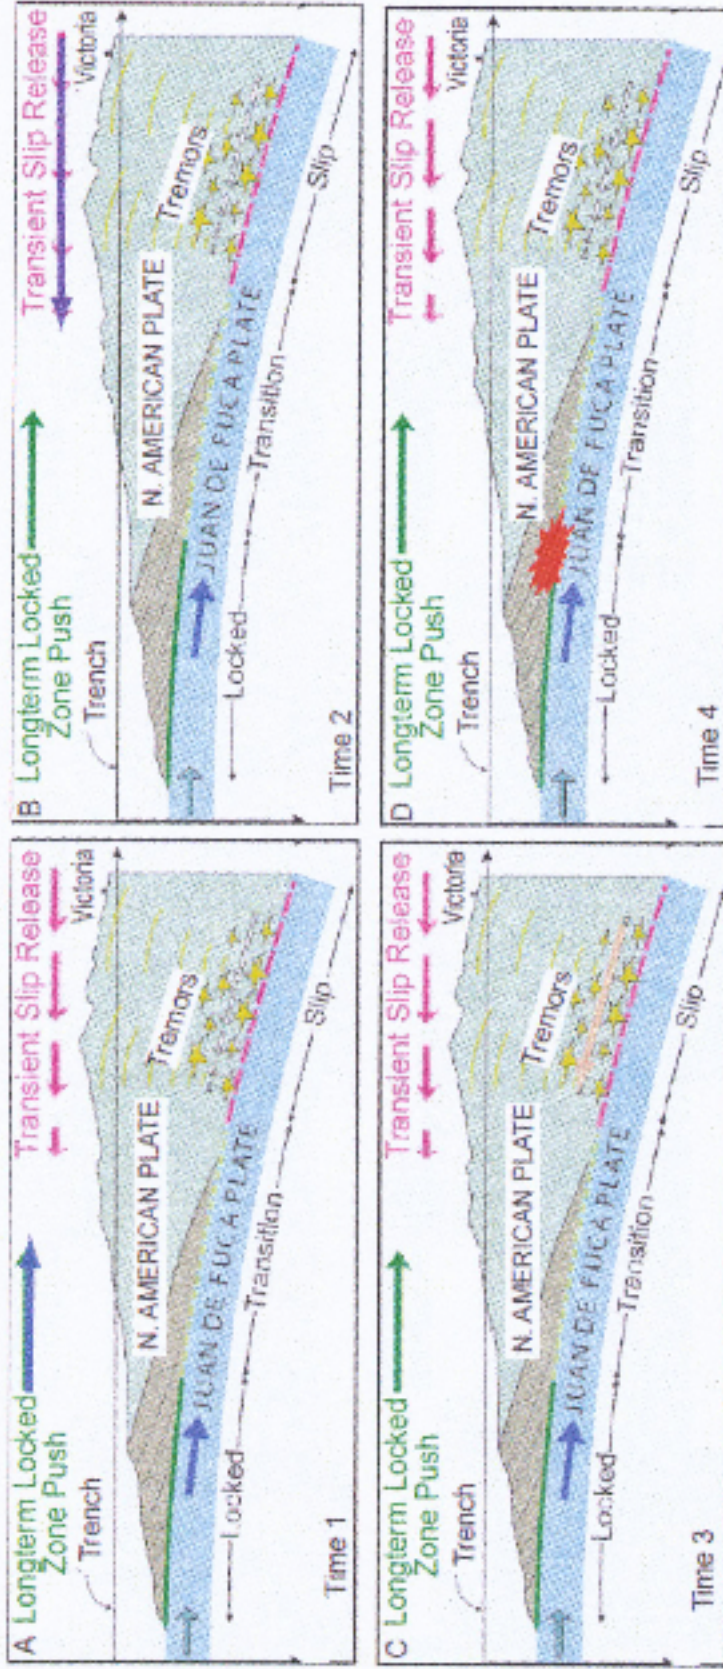 A Longterm Locked
Zone Push
Transient Slip Release
Trench
Victoria
N. AMERICAN PLATE
Tremors
JUAN DE FUCA PLATE
Locked
Transition
Slip
Time 1
B Longterm Locked
Zone Push
Transient Slip Release
Trench
Victoria
N. AMERICAN PLATE
Tremors
JUAN DE FUCA PLATE
Locked
Transition
Slip
Time 2
C Longterm Locked
Zone Push
Transient Slip Release
Trench
Victoria
N. AMERICAN PLATE
Tremors
JUAN DE FUCA PLATE
Locked
Transition
Slip
Time 3
D Longterm Locked
Zone Push
Transient Slip Release
Trench
Victoria
N. AMERICAN PLATE
Tremors
JUAN DE FUCA PLATE
Locked
Transition
Slip
Time 4